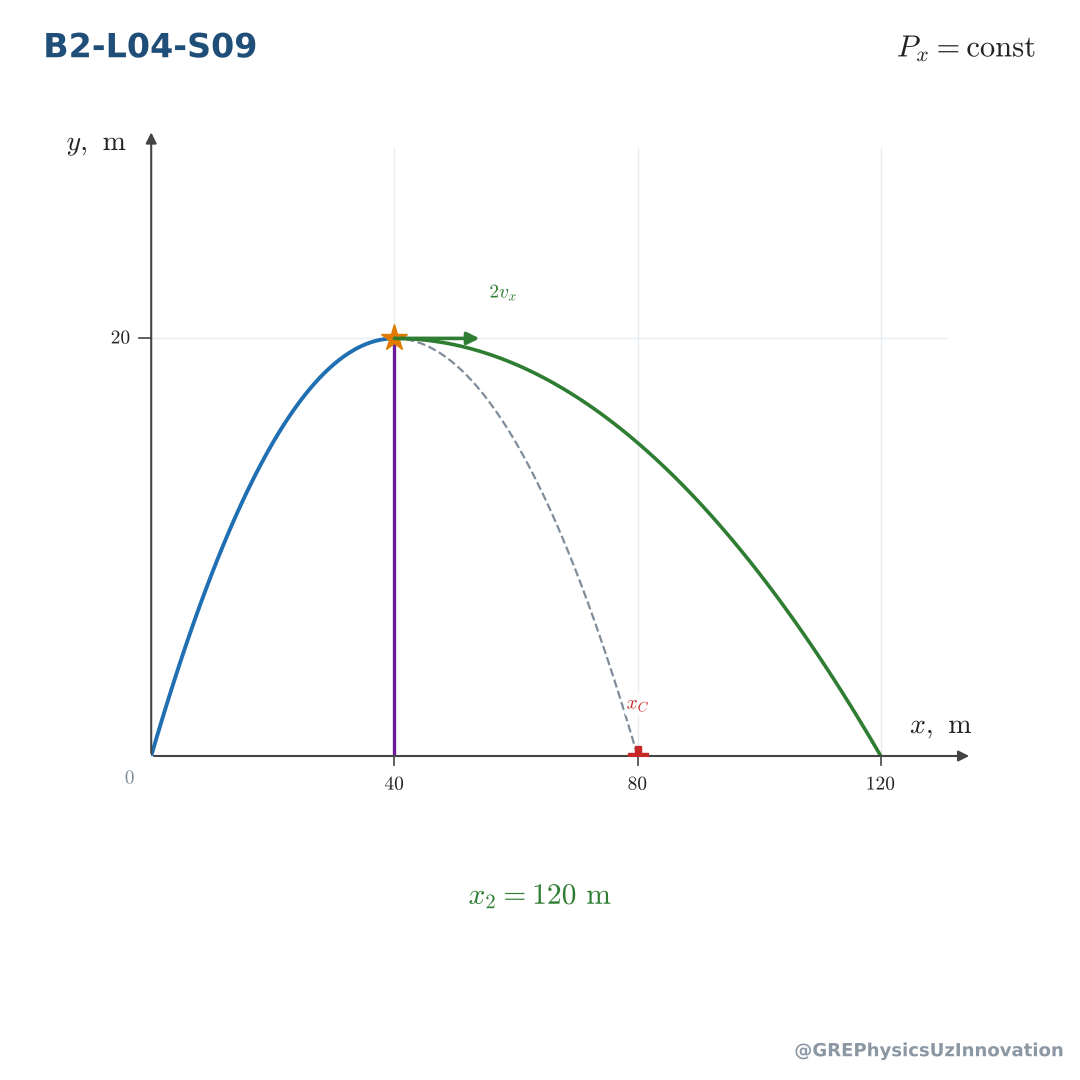 B2-L04-S09
P_x = const
y, m
2v_x
20
x_C
x, m
0
40
80
120
x_2 = 120 m
@GREPhysicsUzInnovation